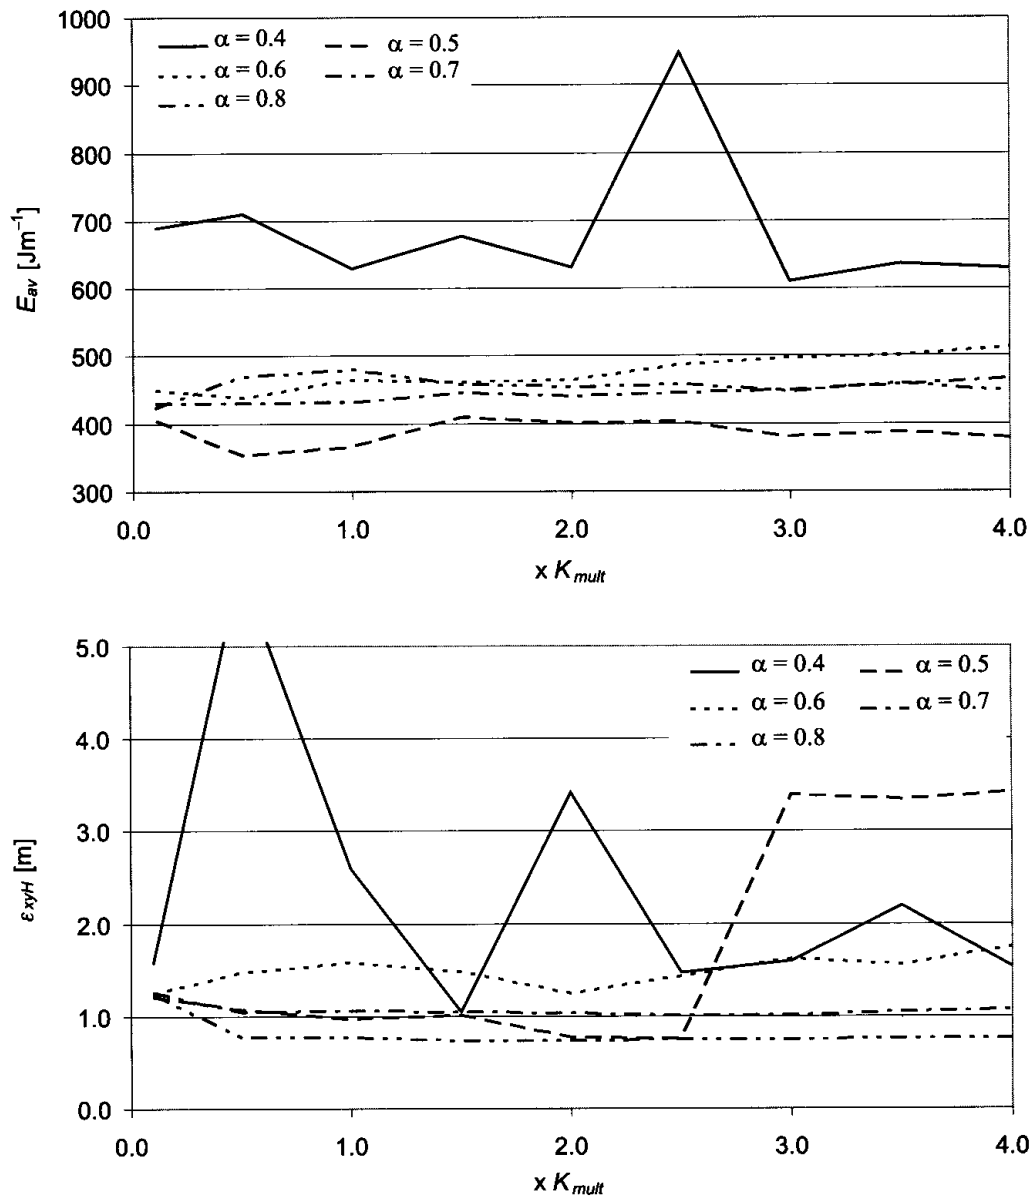 1000
900
800
700
600
500
400
300
E_av [Jm⁻¹]
α = 0.4 α = 0.5
α = 0.6 α = 0.7
α = 0.8
0.0 1.0 2.0 3.0 4.0
x K_mult
5.0
4.0
3.0
2.0
1.0
0.0
ε_xyH [m]
α = 0.4 α = 0.5
α = 0.6 α = 0.7
α = 0.8
0.0 1.0 2.0 3.0 4.0
x K_mult